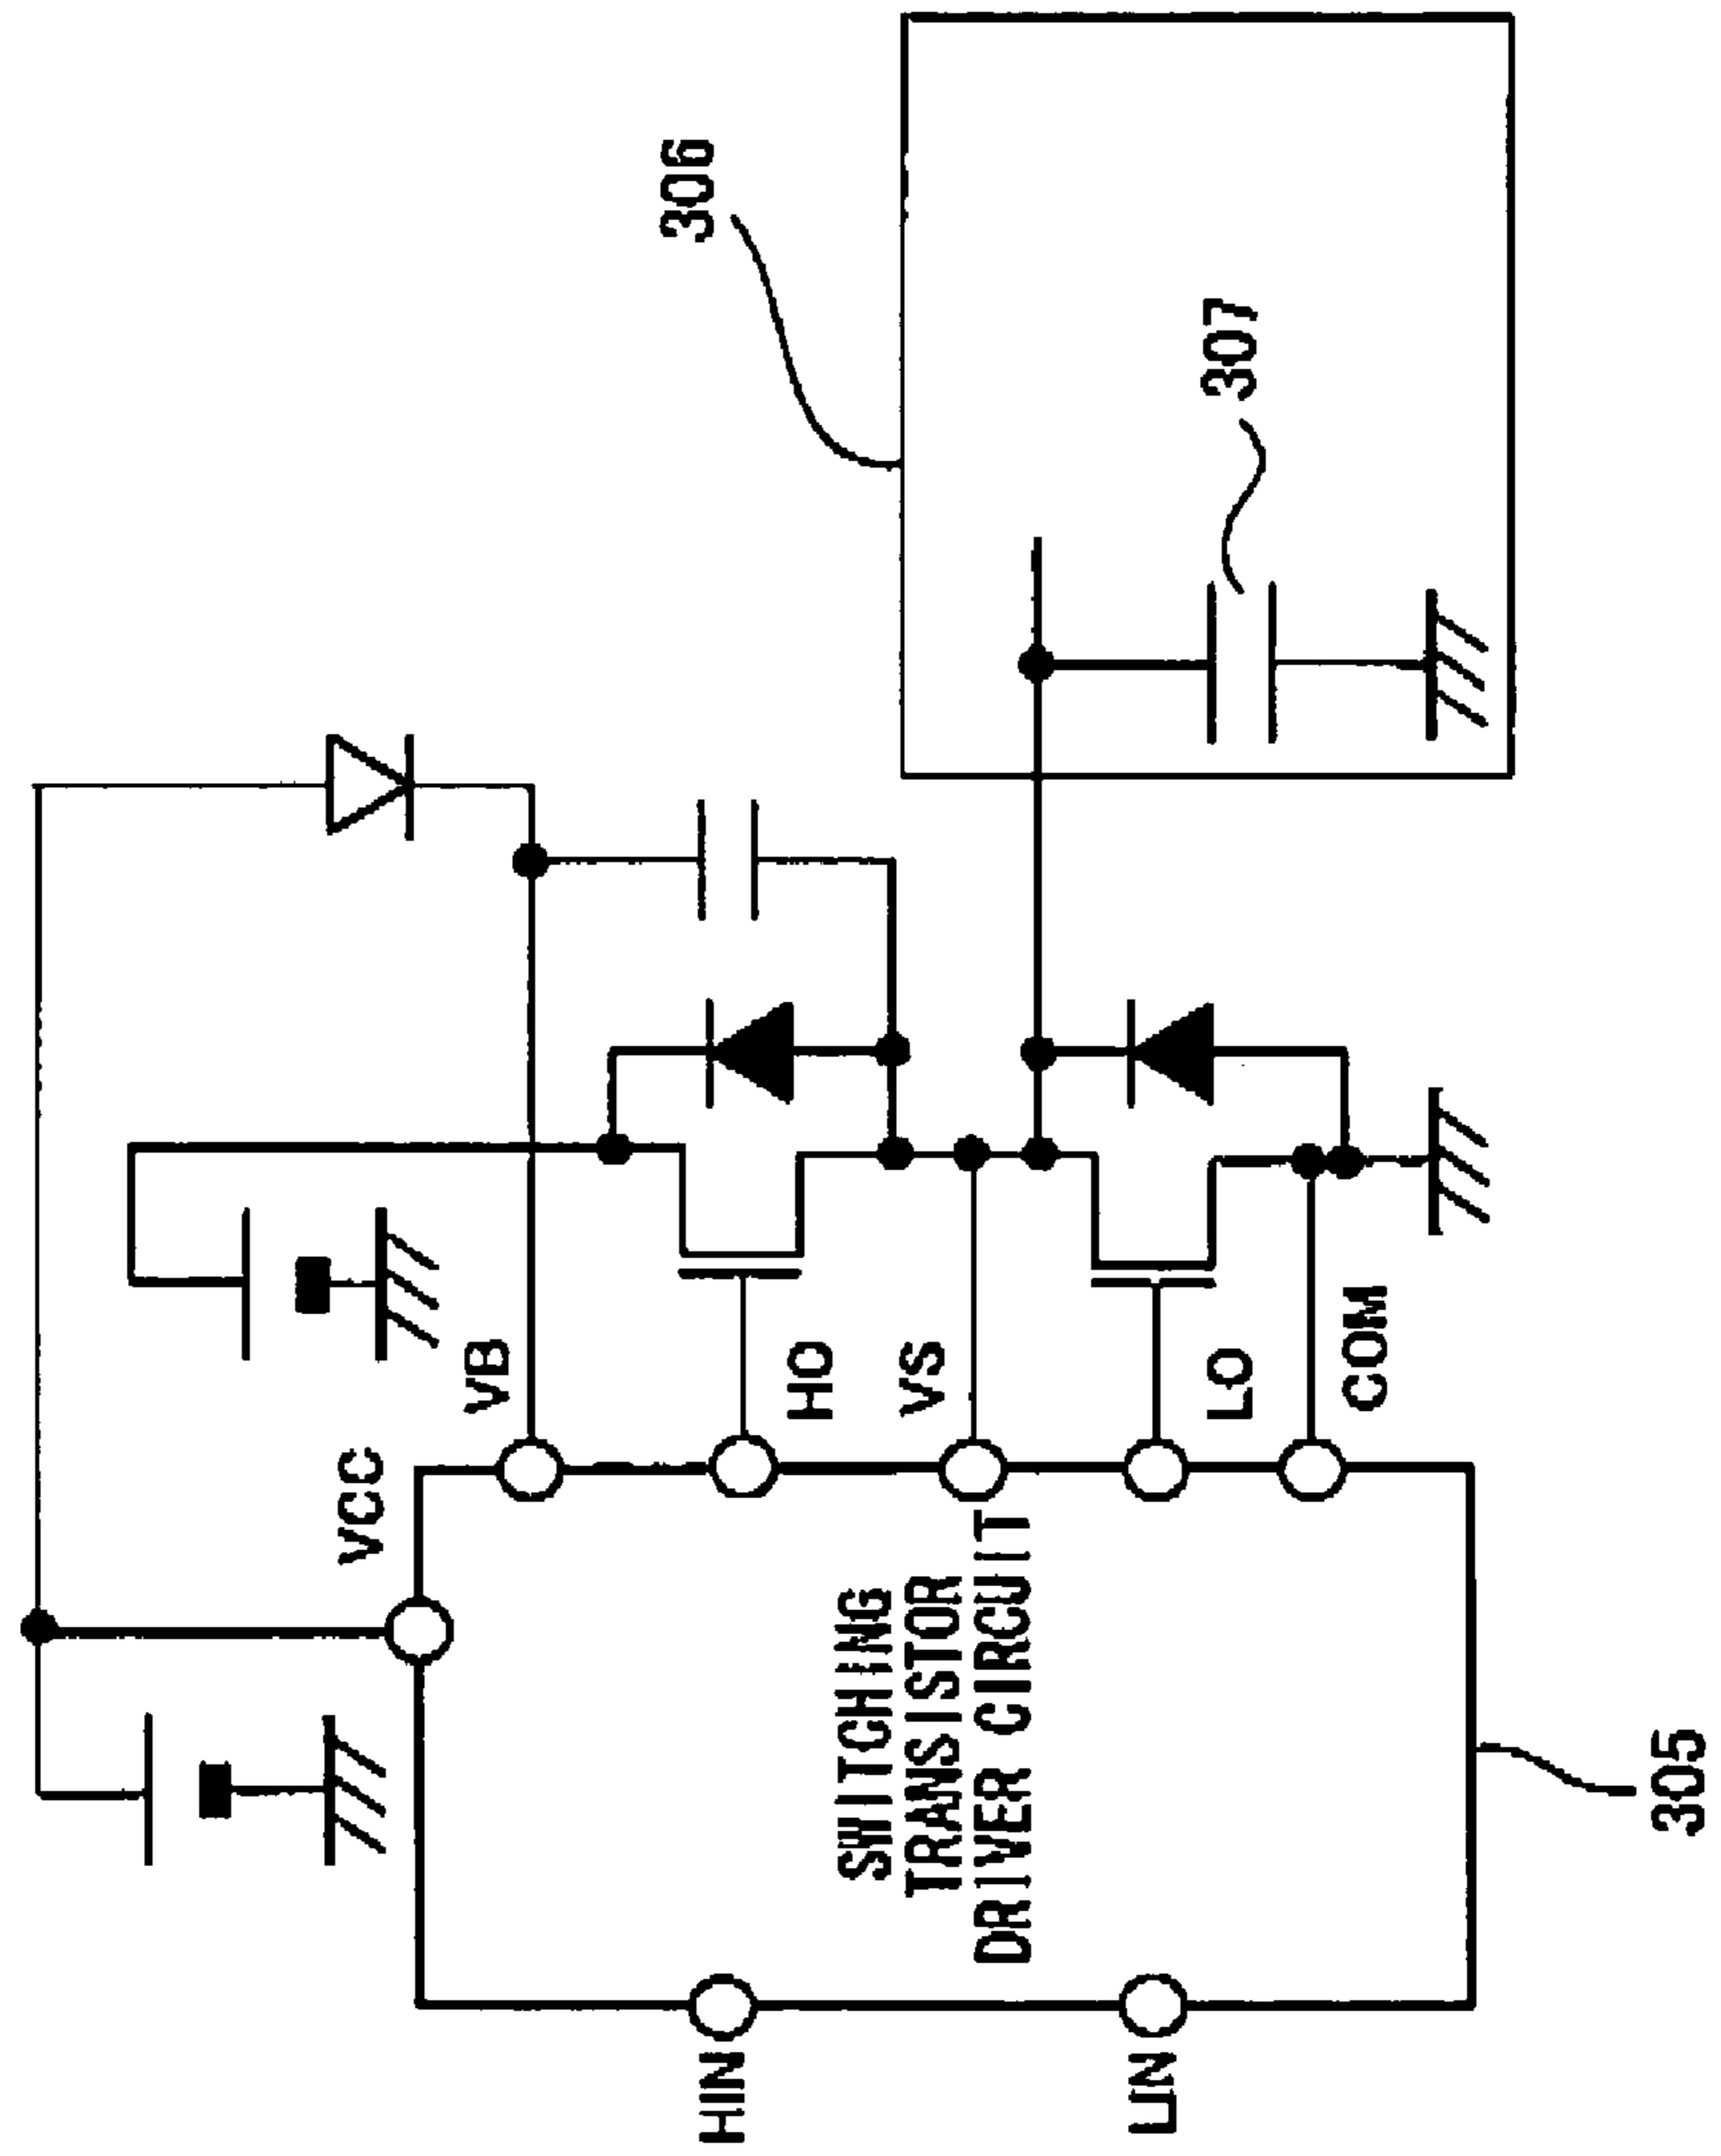 VCC
VB
HIN
HO
SWITCHING
TRANSISTOR
DRIVER CIRCUIT
VS
LIN
LO
COM
305
306
307